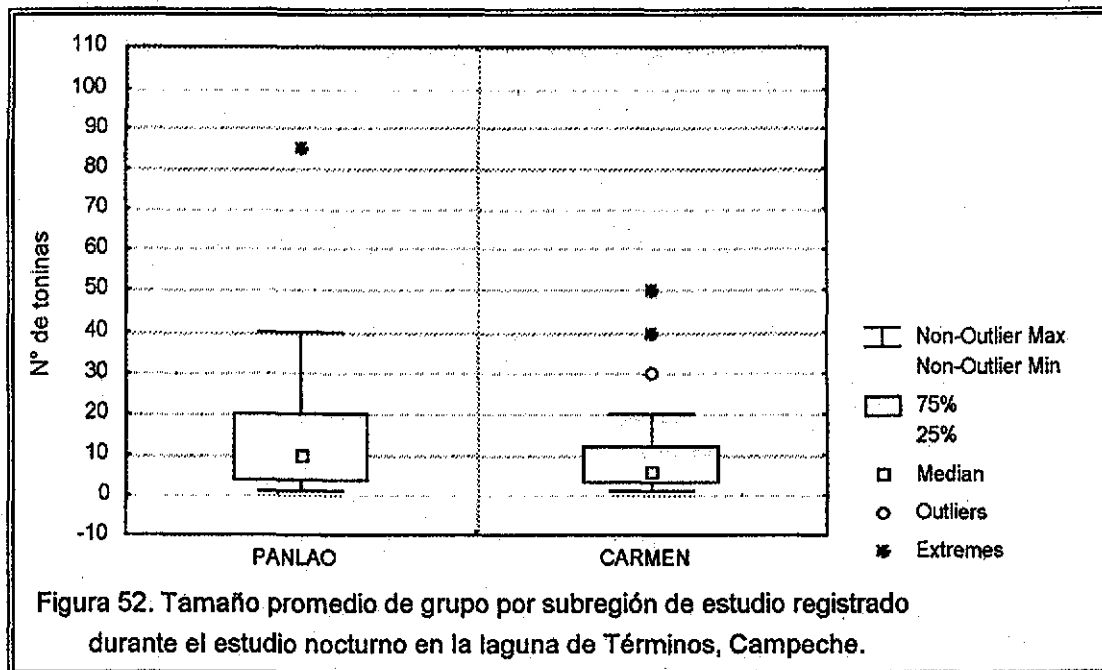 110
100
90
80
70
60
50
40
30
20
10
0
-10
N° de toninas
PANLAO
CARMEN
Non-Outlier Max
Non-Outlier Min
75%
25%
Median
Outliers
Extremes
Figura 52. Tamaño promedio de grupo por subregión de estudio registrado
durante el estudio nocturno en la laguna de Términos, Campeche.